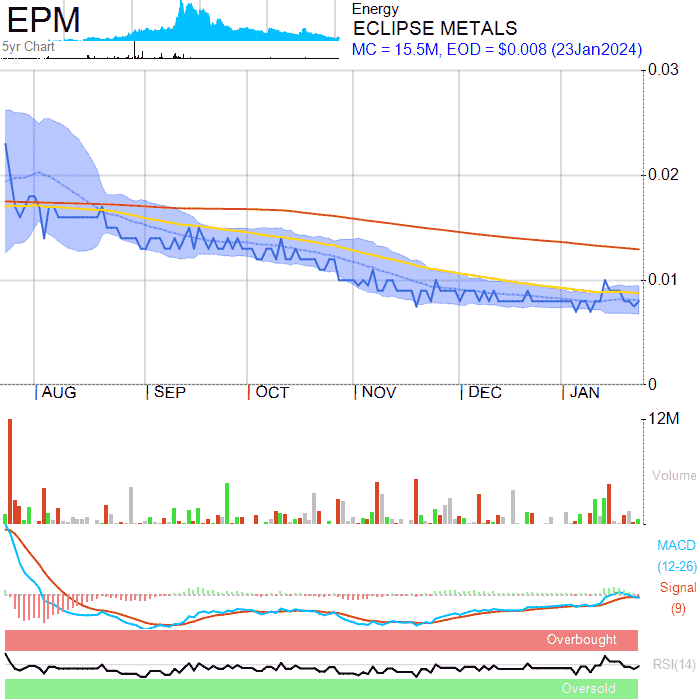 EPM
5yr Chart
Energy
ECLIPSE METALS
MC = 15.5M, EOD = $0.008 (23Jan2024)
0.03
0.02
0.01
0
AUG SEP OCT NOV DEC JAN
12M
Volume
MACD
(12-26)
Signal
(9)
Overbought
RSI(14)
Oversold